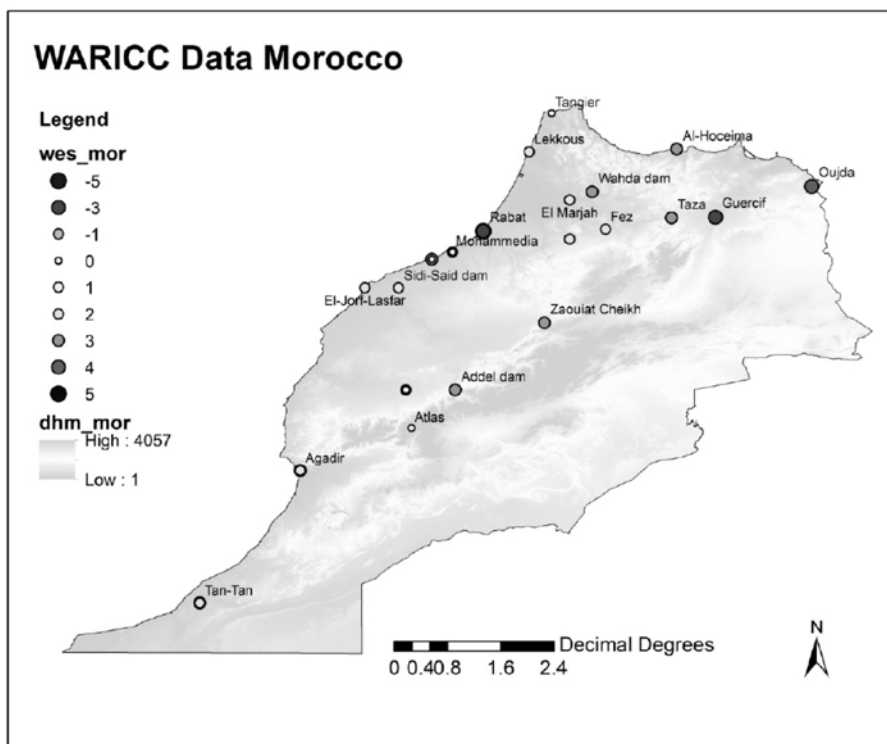 WARICC Data Morocco
Legend
wes_mor
-5
-3
-1
0
1
2
3
4
5
dhm_mor
High : 4057
Low : 1
Tangier
Lekkous
Al-Hoceima
Oujda
Wahda dam
El Marjah
Fez
Taza
Guercif
Rabat
Mohammedia
Sidi-Said dam
El-Jorf-Lasfar
Zaouiat Cheikh
Addel dam
Atlas
Agadir
Tan-Tan
Decimal Degrees
0 0.40.8 1.6 2.4
N